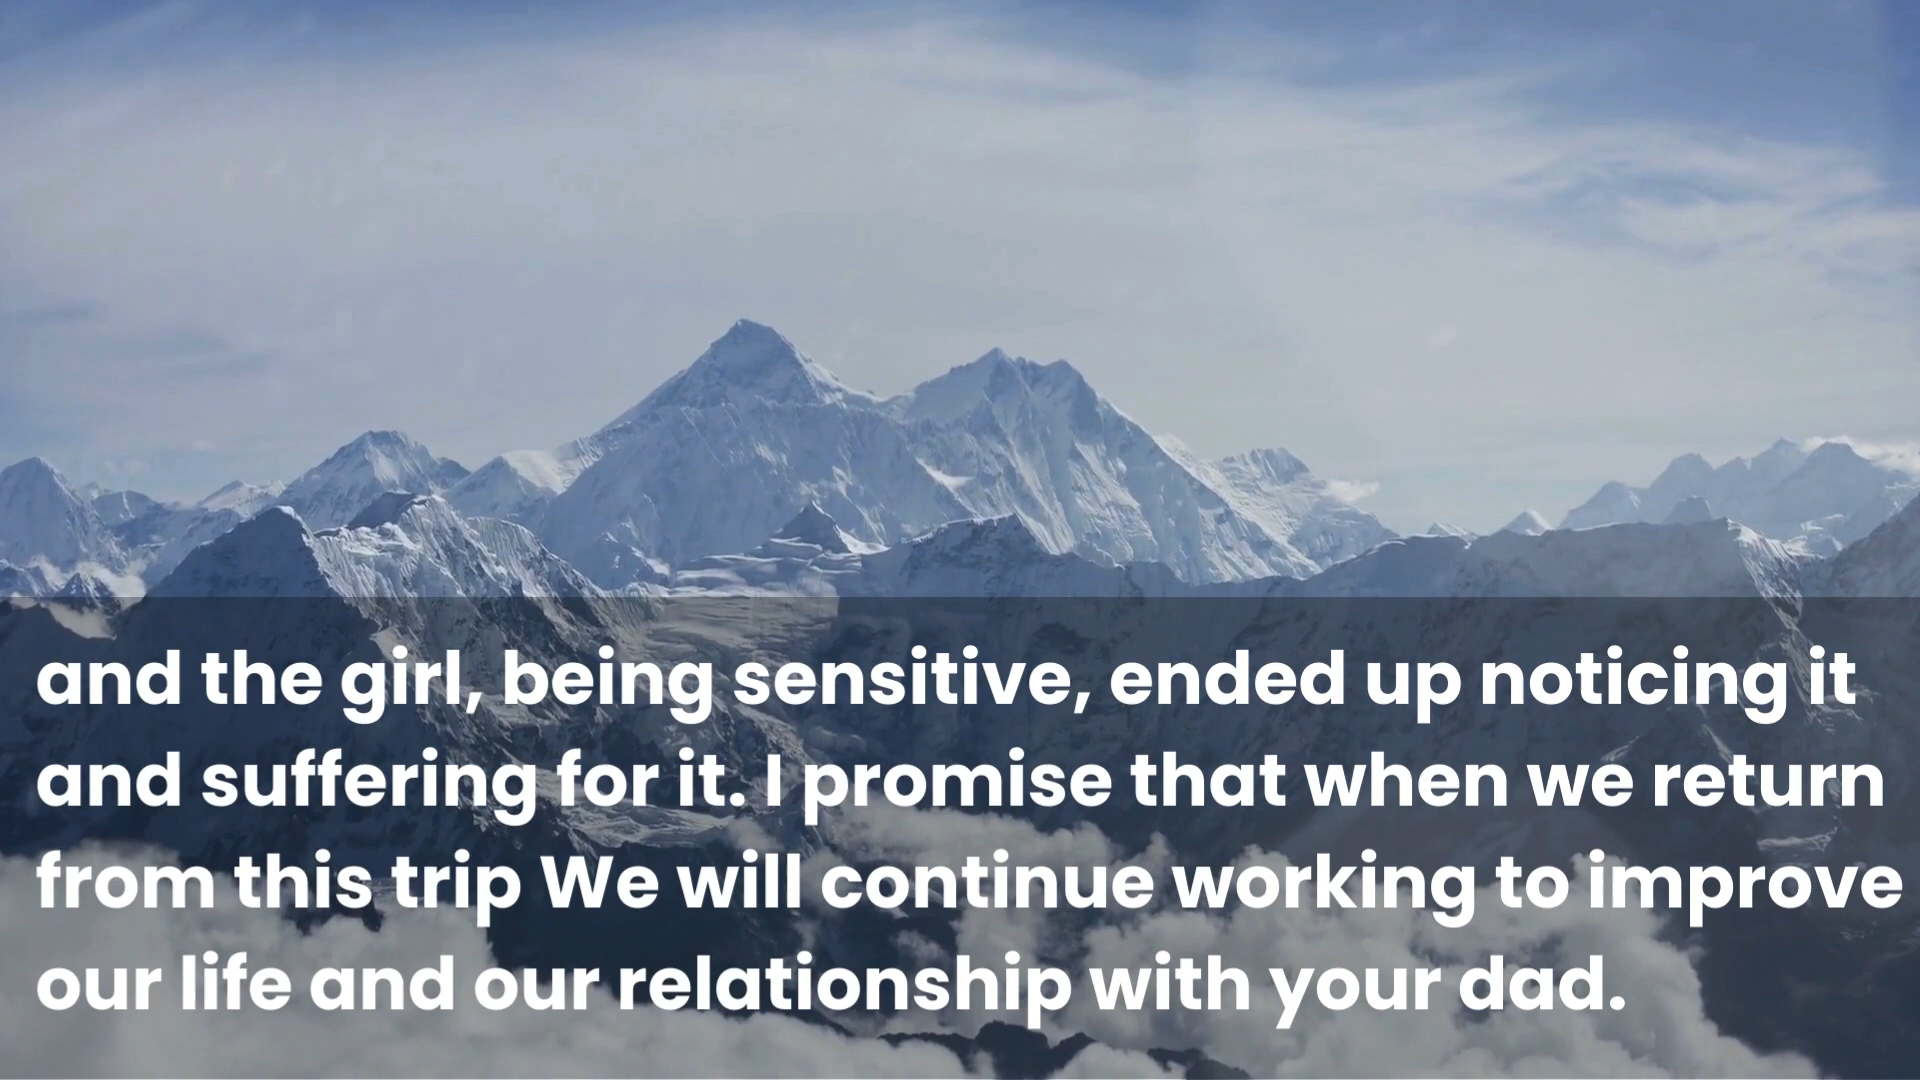 and the girl, being sensitive, ended up noticing it
and suffering for it. I promise that when we return
from this trip We will continue working to improve
our life and our relationship with your dad.